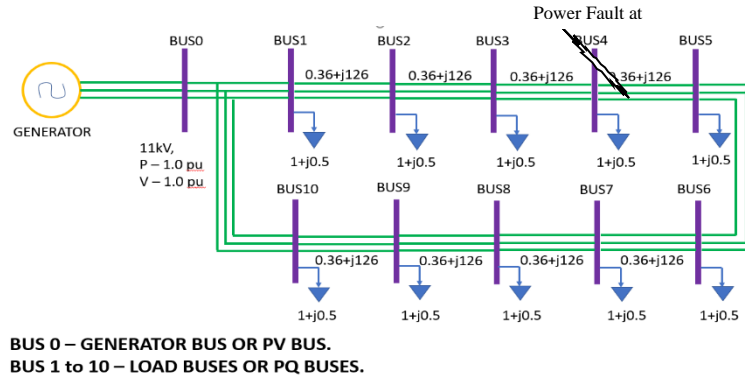 Power Fault at
BUS0
BUS1
BUS2
BUS3
BUS4
BUS5
0.36+j126
0.36+j126
0.36+j126
0.36+j126
GENERATOR
11kV,
P – 1.0 pu
V – 1.0 pu
1+j0.5
1+j0.5
1+j0.5
1+j0.5
1+j0.5
BUS10
BUS9
BUS8
BUS7
BUS6
0.36+j126
0.36+j126
0.36+j126
0.36+j126
1+j0.5
1+j0.5
1+j0.5
1+j0.5
1+j0.5
BUS 0 – GENERATOR BUS OR PV BUS.
BUS 1 to 10 – LOAD BUSES OR PQ BUSES.